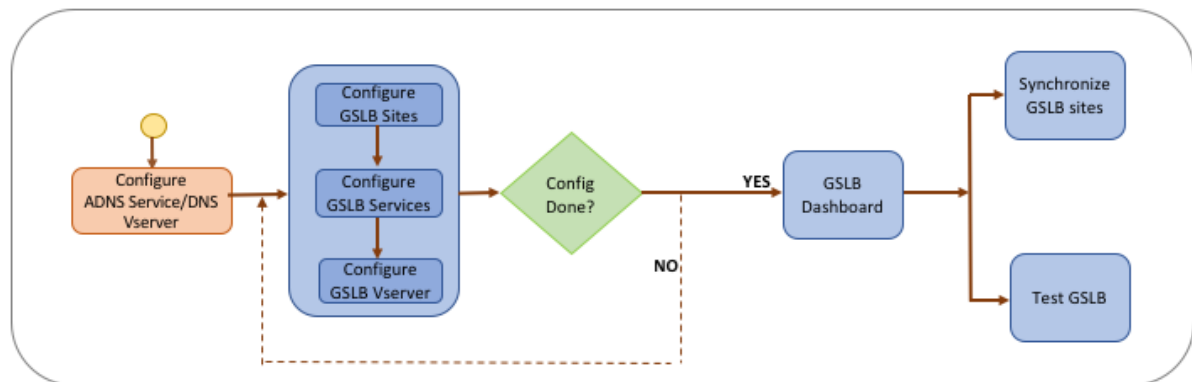 Configure
ADNS Service/DNS
Vserver
Configure
GSLB Sites
Configure
GSLB Services
Configure
GSLB Vserver
Config
Done?
YES
NO
GSLB
Dashboard
Synchronize
GSLB sites
Test GSLB